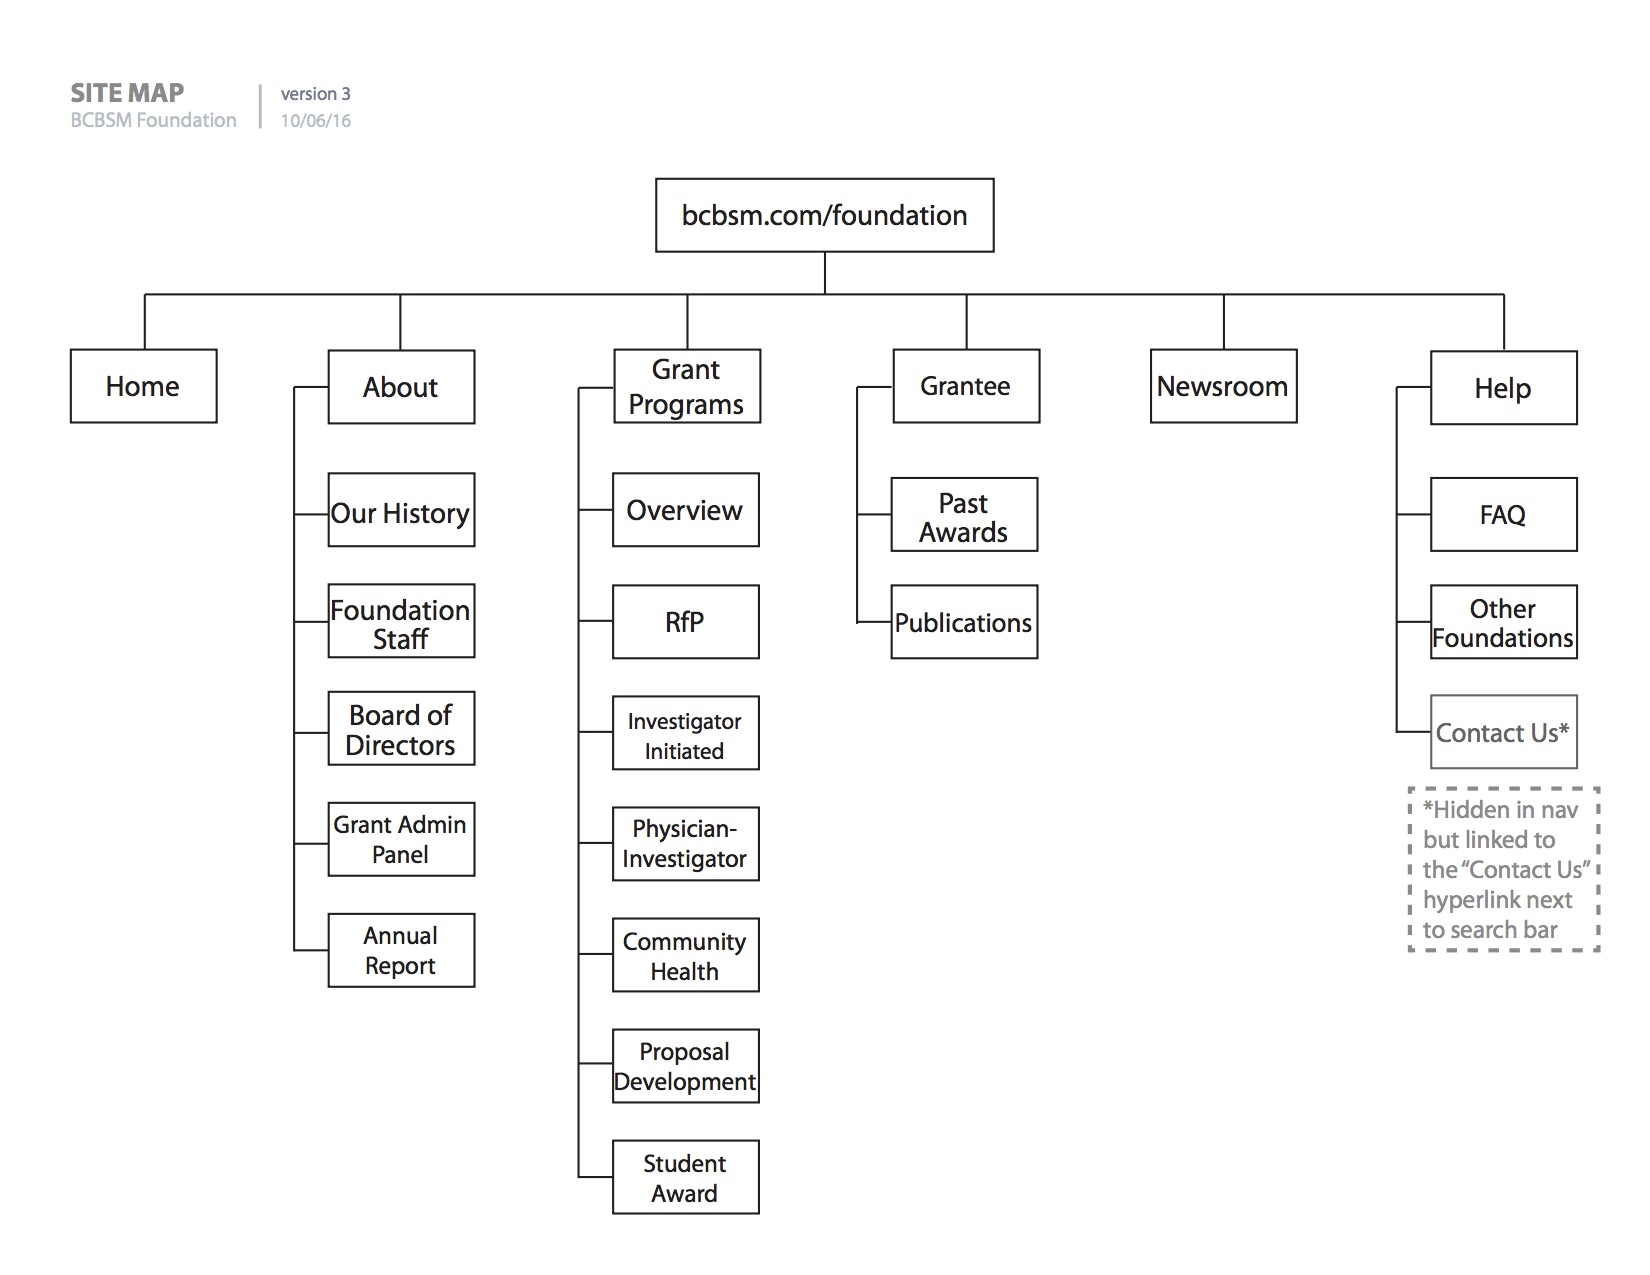 SITE MAP
BCBSM Foundation
version 3
10/06/16
bcbsm.com/foundation
Home
About
Our History
Foundation
Staff
Board of
Directors
Grant Admin
Panel
Annual
Report
Grant
Programs
Overview
RfP
Investigator
Initiated
Physician-
Investigator
Community
Health
Proposal
Development
Student
Award
Grantee
Past
Awards
Publications
Newsroom
Help
FAQ
Other
Foundations
Contact Us*
*Hidden in nav
but linked to
the “Contact Us”
hyperlink next
to search bar